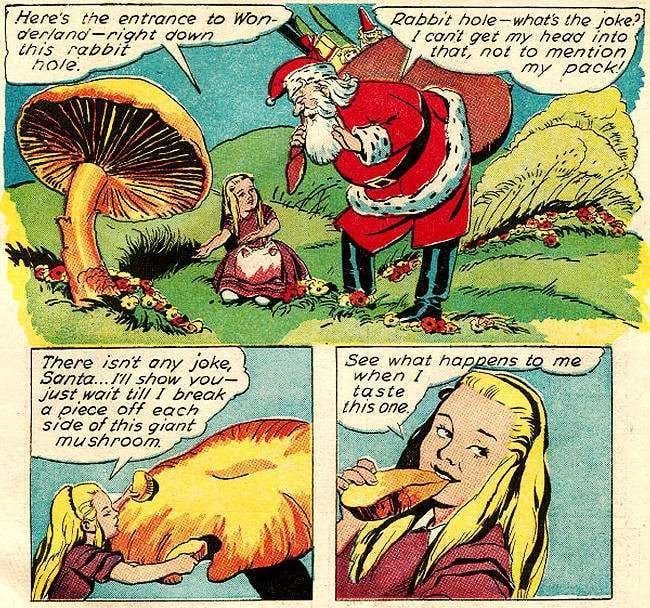 Here's the entrance to Won-
derland—right down
this rabbit
hole.
Rabbit hole—what's the joke?
I can't get my head into
that, not to mention
my pack!
There isn't any joke,
Santa...I'll show you—
just wait till I break
a piece off each
side of this giant
mushroom.
See what happens to me
when I
taste
this one.